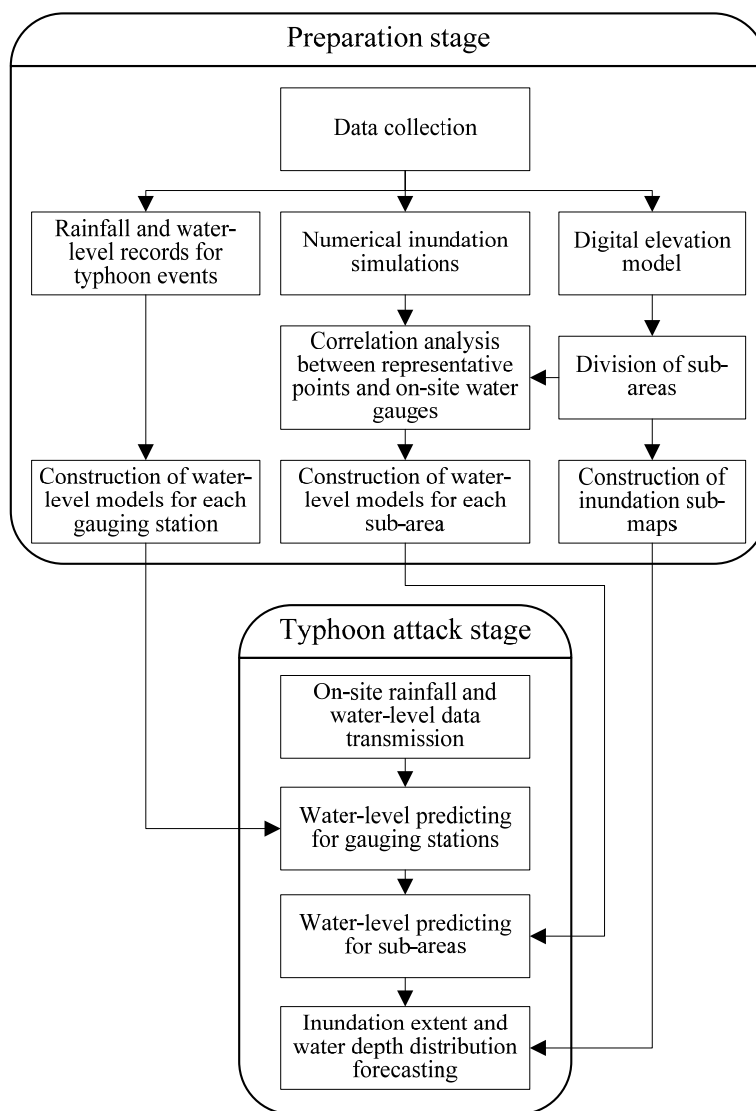 Preparation stage
Data collection
Rainfall and water-
level records for
typhoon events
Numerical inundation
simulations
Digital elevation
model
Correlation analysis
between representative
points and on-site water
gauges
Division of sub-
areas
Construction of water-
level models for each
gauging station
Construction of water-
level models for each
sub-area
Construction of
inundation sub-
maps
Typhoon attack stage
On-site rainfall and
water-level data
transmission
Water-level predicting
for gauging stations
Water-level predicting
for sub-areas
Inundation extent and
water depth distribution
forecasting